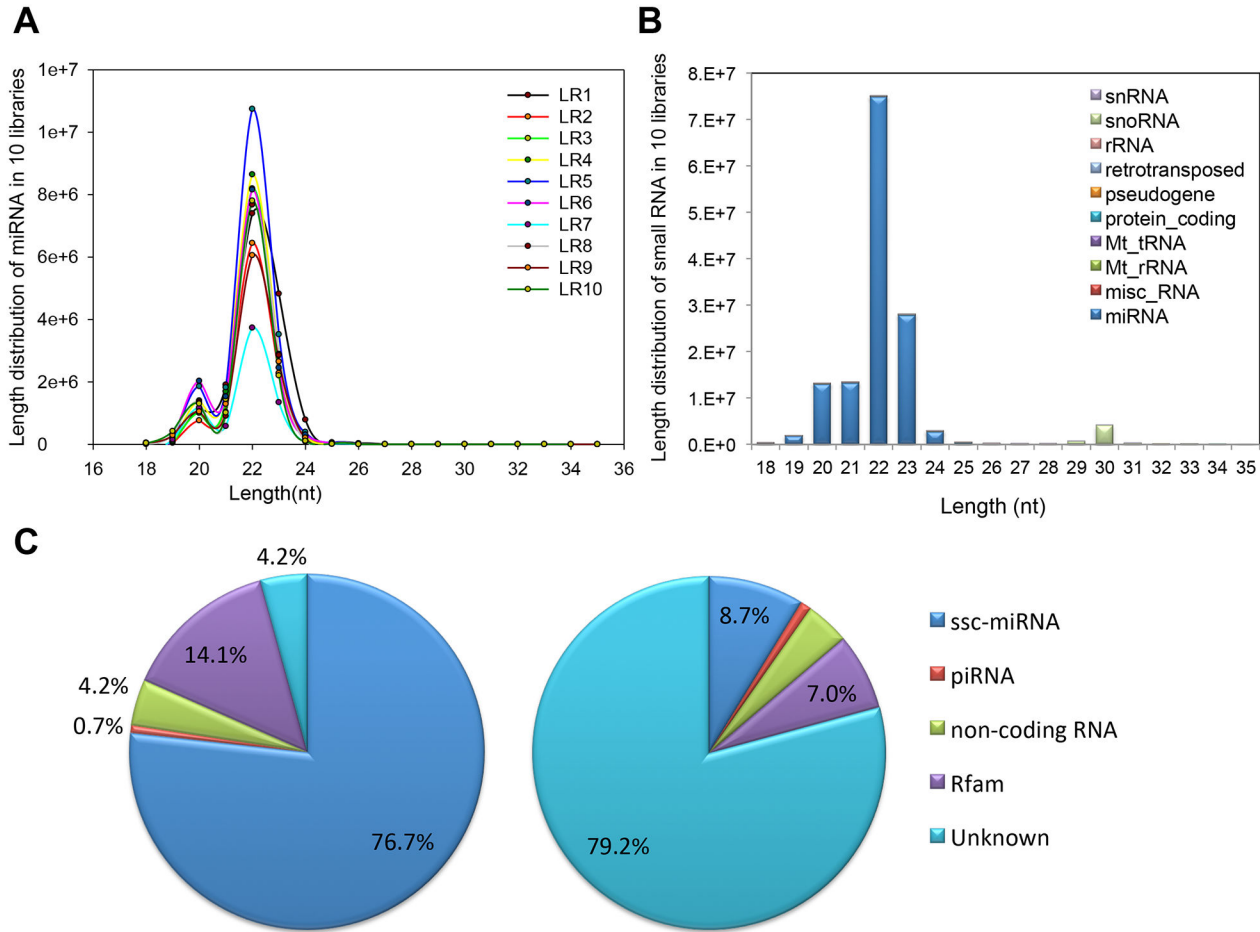 A
Length distribution of miRNA in 10 libraries
1e+7
1e+7
8e+6
6e+6
4e+6
2e+6
0
16 18 20 22 24 26 28 30 32 34 36
Length(nt)
LR1
LR2
LR3
LR4
LR5
LR6
LR7
LR8
LR9
LR10
B
Length distribution of small RNA in 10 libraries
8.E+7
7.E+7
6.E+7
5.E+7
4.E+7
3.E+7
2.E+7
1.E+7
0.E+0
18 19 20 21 22 23 24 25 26 27 28 29 30 31 32 33 34 35
Length (nt)
snRNA
snoRNA
rRNA
retrotransposed
pseudogene
protein_coding
Mt_tRNA
Mt_rRNA
misc_RNA
miRNA
C
4.2%
14.1%
4.2%
0.7%
76.7%
8.7%
7.0%
79.2%
ssc-miRNA
piRNA
non-coding RNA
Rfam
Unknown